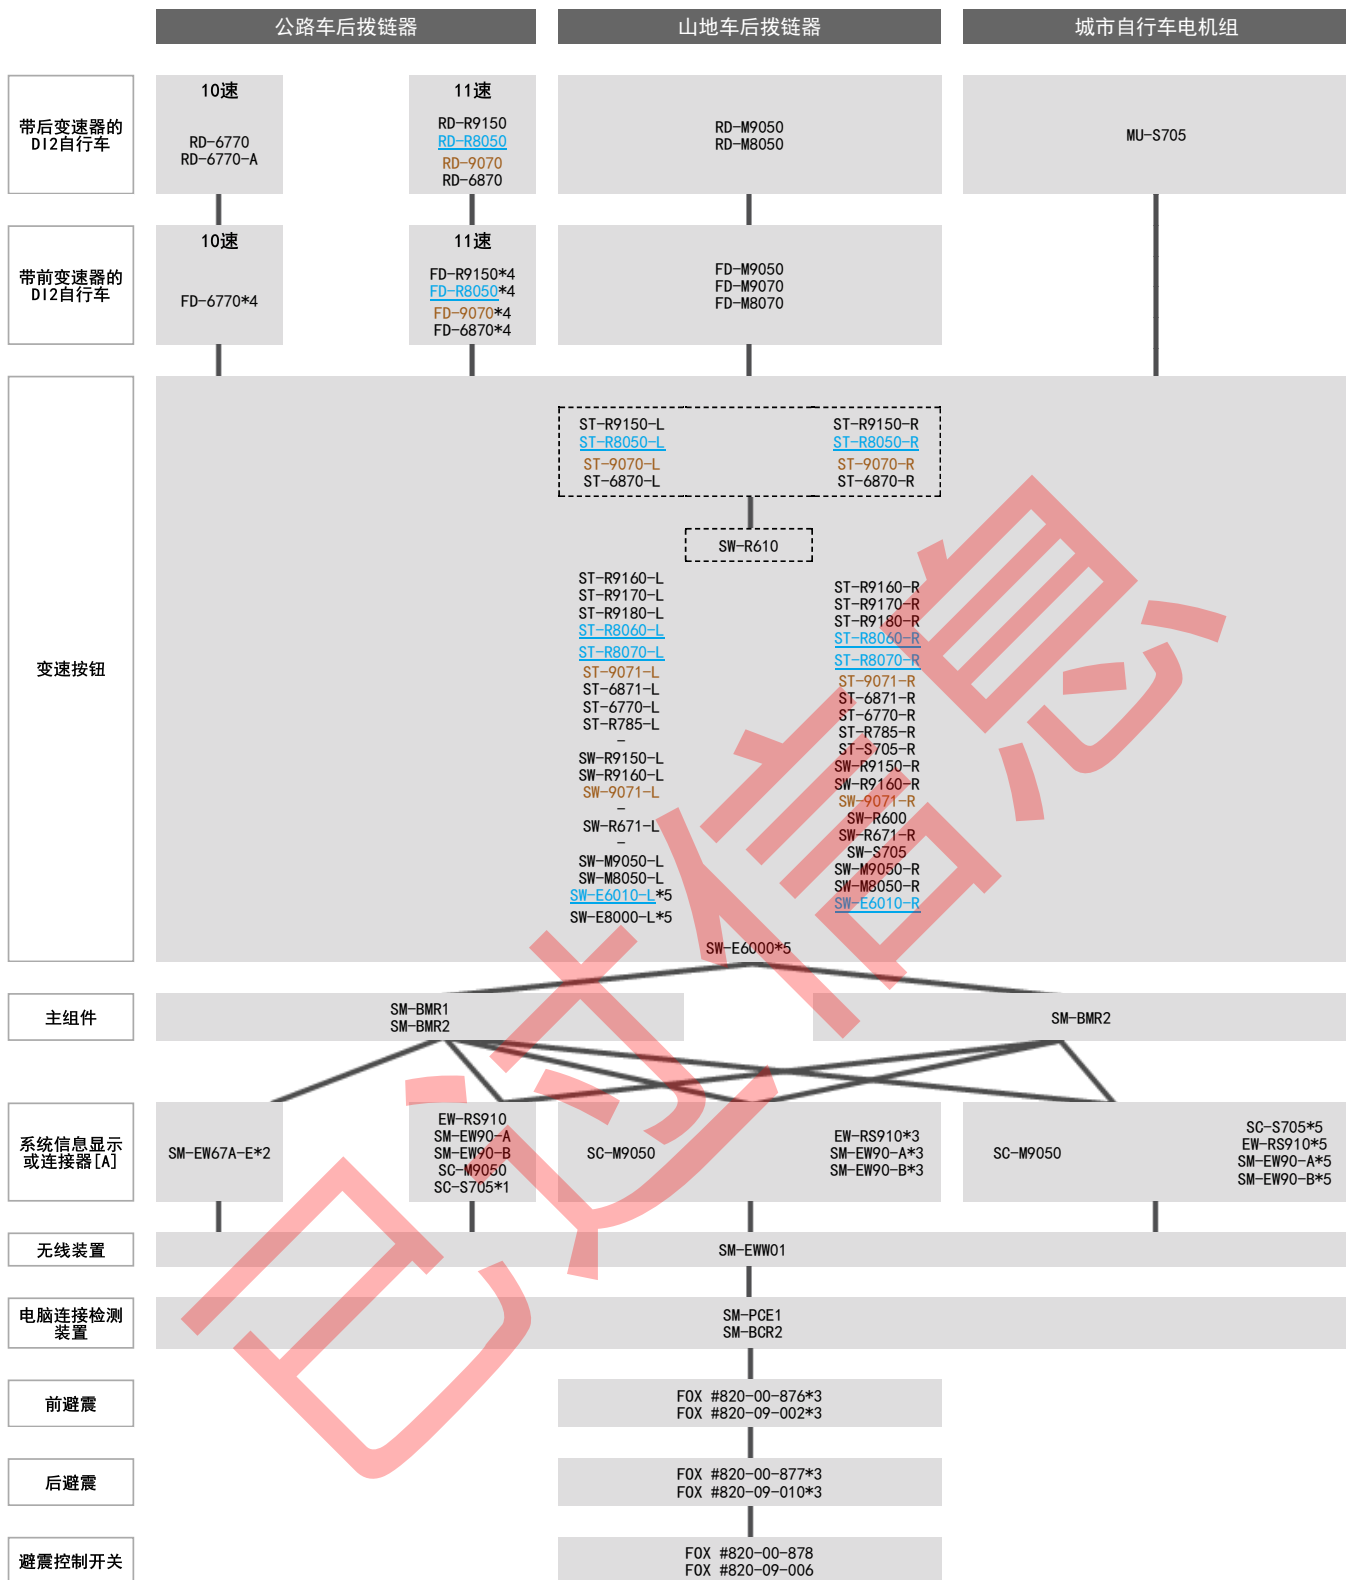 公路车后拨链器
山地车后拨链器
城市自行车电机组
带后变速器的
DI2自行车
10速
RD-6770
RD-6770-A
11速
RD-R9150
RD-R8050
RD-9070
RD-6870
RD-M9050
RD-M8050
MU-S705
带前变速器的
DI2自行车
10速
FD-6770*4
11速
FD-R9150*4
FD-R8050*4
FD-9070*4
FD-6870*4
FD-M9050
FD-M9070
FD-M8070
变速按钮
ST-R9150-L
ST-R8050-L
ST-9070-L
ST-6870-L
ST-R9150-R
ST-R8050-R
ST-9070-R
ST-6870-R
SW-R610
ST-R9160-L
ST-R9170-L
ST-R9180-L
ST-R8060-L
ST-R8070-L
ST-9071-L
ST-6871-L
ST-6770-L
ST-R785-L
-
SW-R9150-L
SW-R9160-L
SW-9071-L
-
SW-R671-L
-
SW-M9050-L
SW-M8050-L
SW-E6010-L*5
SW-E8000-L*5
ST-R9160-R
ST-R9170-R
ST-R9180-R
ST-R8060-R
ST-R8070-R
ST-9071-R
ST-6871-R
ST-6770-R
ST-R785-R
ST-S705-R
SW-R9150-R
SW-R9160-R
SW-9071-R
SW-R600
SW-R671-R
SW-S705
SW-M9050-R
SW-M8050-R
SW-E6010-R
SW-E6000*5
主组件
SM-BMR1
SM-BMR2
SM-BMR2
系统信息显示
或连接器[A]
SM-EW67A-E*2
EW-RS910
SM-EW90-A
SM-EW90-B
SC-M9050
SC-S705*1
SC-M9050
EW-RS910*3
SM-EW90-A*3
SM-EW90-B*3
SC-M9050
SC-S705*5
EW-RS910*5
SM-EW90-A*5
SM-EW90-B*5
无线装置
SM-EWW01
电脑连接检测
装置
SM-PCE1
SM-BCR2
前避震
FOX #820-00-876*3
FOX #820-09-002*3
后避震
FOX #820-00-877*3
FOX #820-09-010*3
避震控制开关
FOX #820-00-878
FOX #820-09-006
已过信息